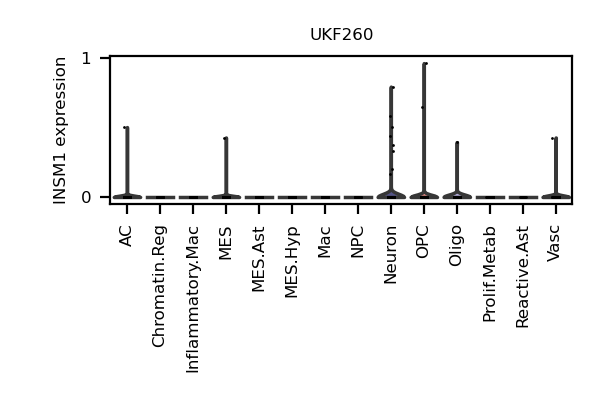 UKF260
INSM1 expression
1
0
AC
Chromatin.Reg
Inflammatory.Mac
MES
MES.Ast
MES.Hyp
Mac
NPC
Neuron
OPC
Oligo
Prolif.Metab
Reactive.Ast
Vasc